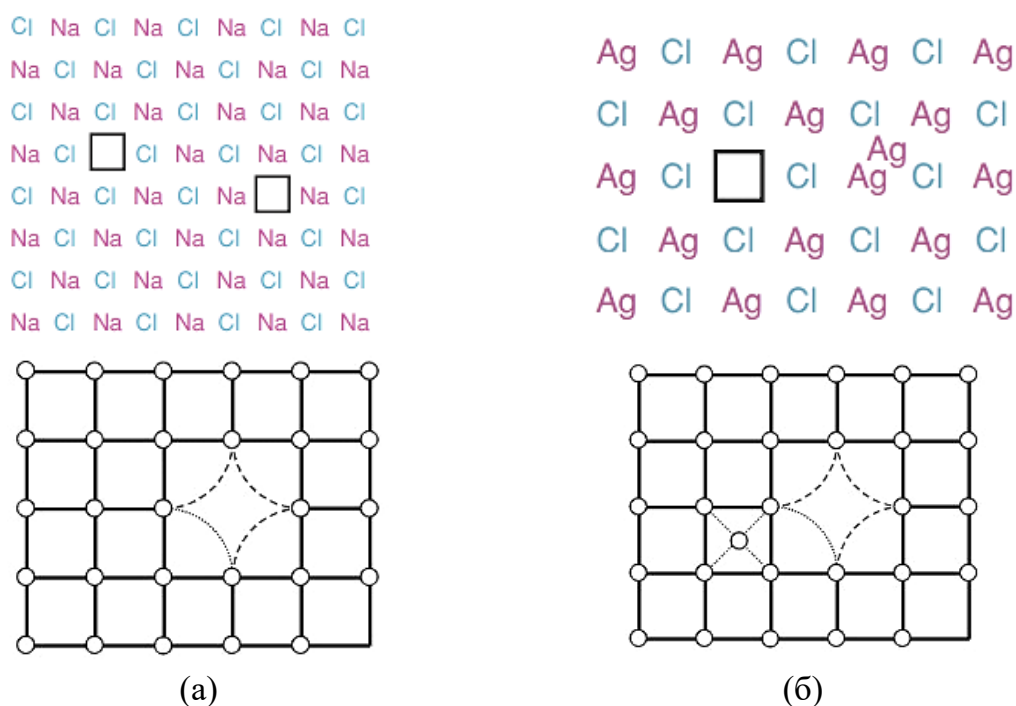 Cl Na Cl Na Cl Na Cl Na Cl
Na Cl Na Cl Na Cl Na Cl Na
Cl Na Cl Na Cl Na Cl Na Cl
Na Cl Cl Na Cl Na Cl Na
Cl Na Cl Na Cl Na Na Cl
Na Cl Na Cl Na Cl Na Cl Na
Cl Na Cl Na Cl Na Cl Na Cl
Na Cl Na Cl Na Cl Na Cl Na
(а)
Ag Cl Ag Cl Ag Cl Ag
Cl Ag Cl Ag Cl Ag Cl
Ag
Ag Cl Cl Ag Cl Ag
Cl Ag Cl Ag Cl Ag Cl
Ag Cl Ag Cl Ag Cl Ag
(б)